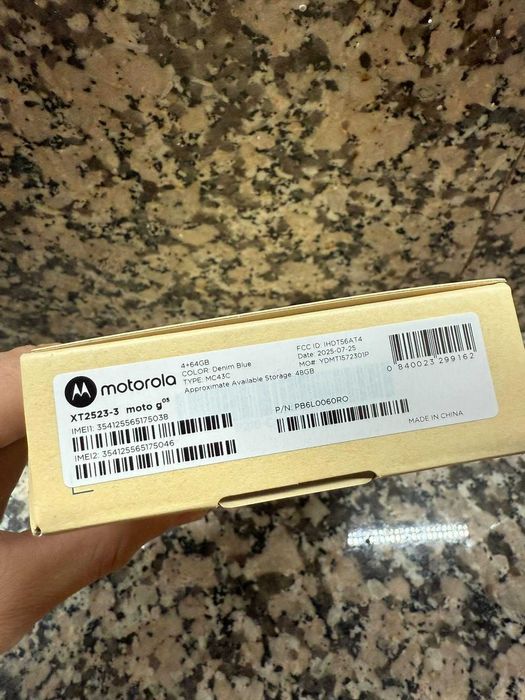 motorola
4+64GB
COLOR: Denim Blue
TYPE: MC43C
Approximate Available Storage: 48GB
FCC ID: IHDT56AT4
Date: 2025-07-25
MO#: YDMT1572301P
0 840023 299162
XT2523-3 moto g05
IMEI1: 354125565175038
P/N: PB6L0060RO
MADE IN CHINA
IMEI2: 354125565175046